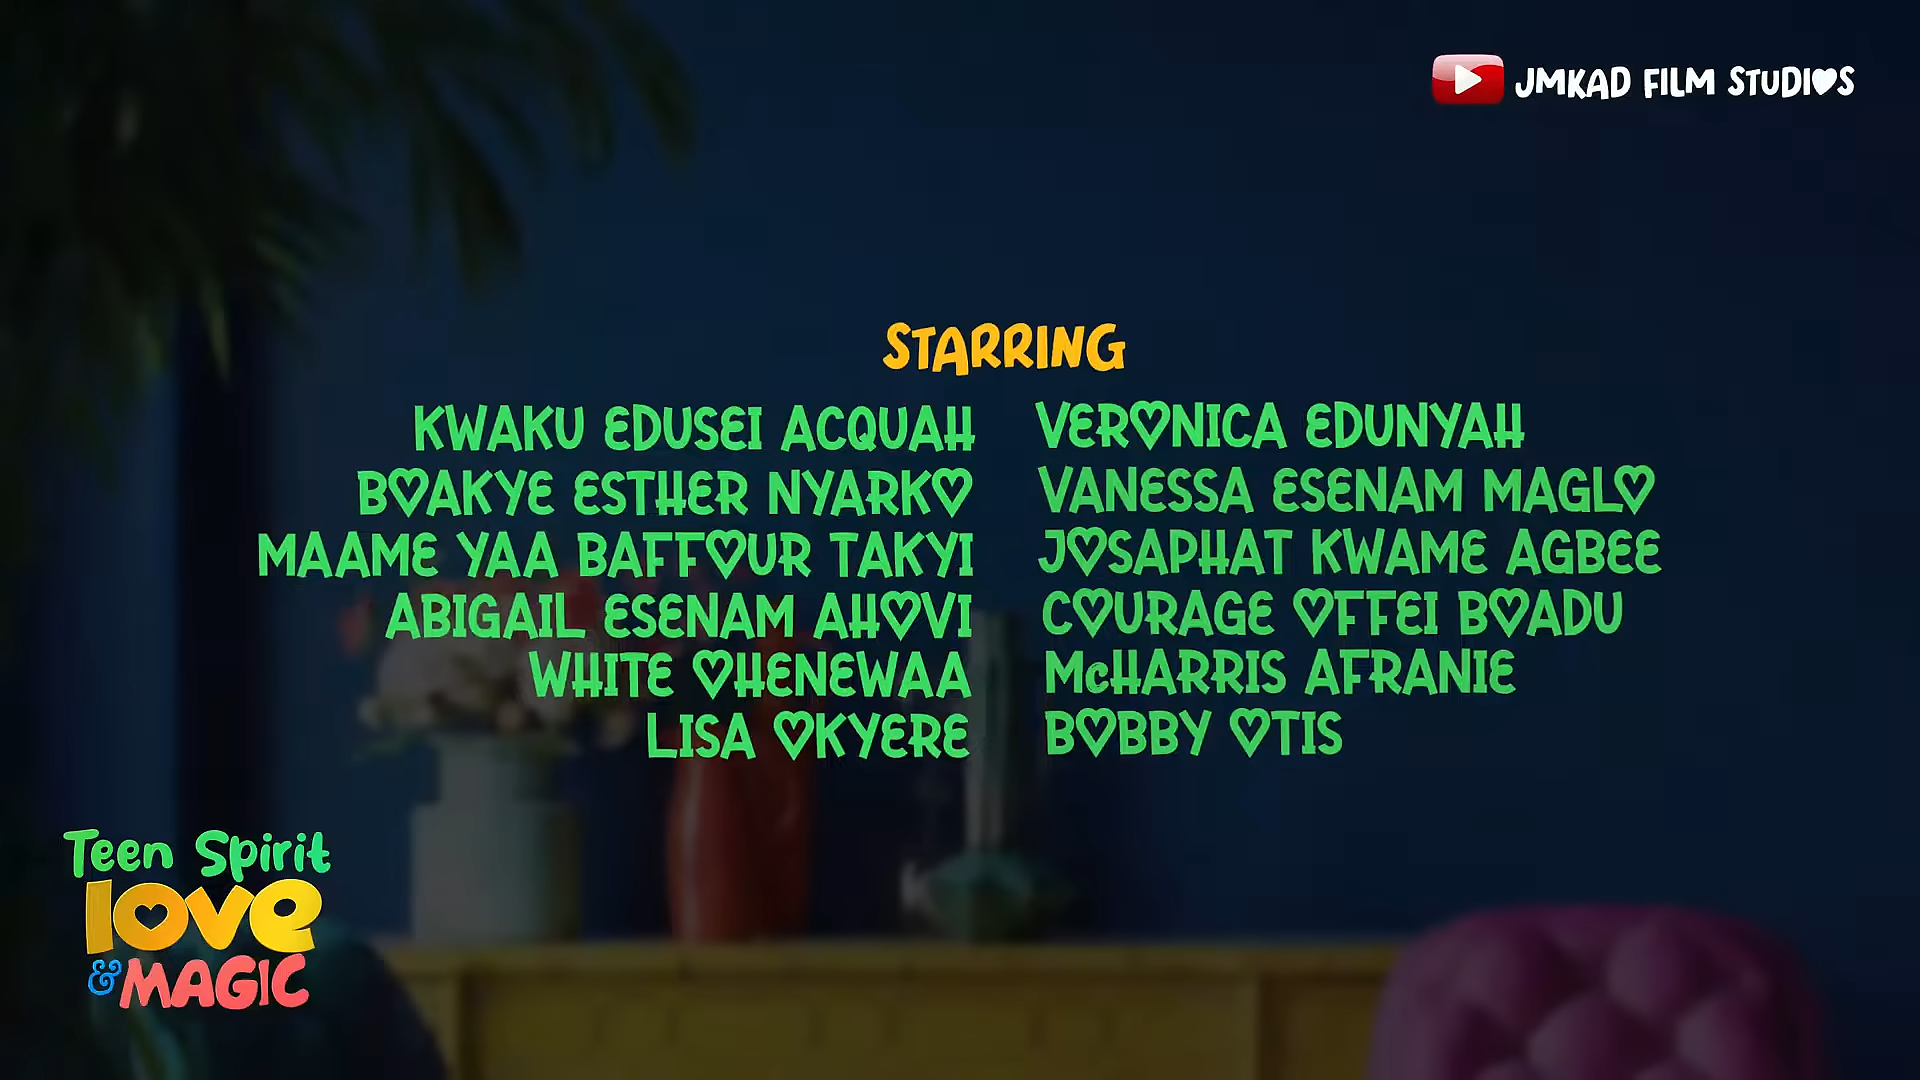 JMKAD FILM STUDIOS
STARRING
KWAKU EDUSEI ACQUAH
BOAKYE ESTHER NYARKO
MAAME YAA BAFFOUR TAKYI
ABIGAIL ESENAM AHOVI
WHITE OHENEWAA
LISA OKYERE
VERONICA EDUNYAH
VANESSA ESENAM MAGLO
JOSAPHAT KWAME AGBEE
COURAGE OFFEI BOADU
McHARRIS AFRANIE
BOBBY OTIS
Teen Spirit
love
& MAGIC